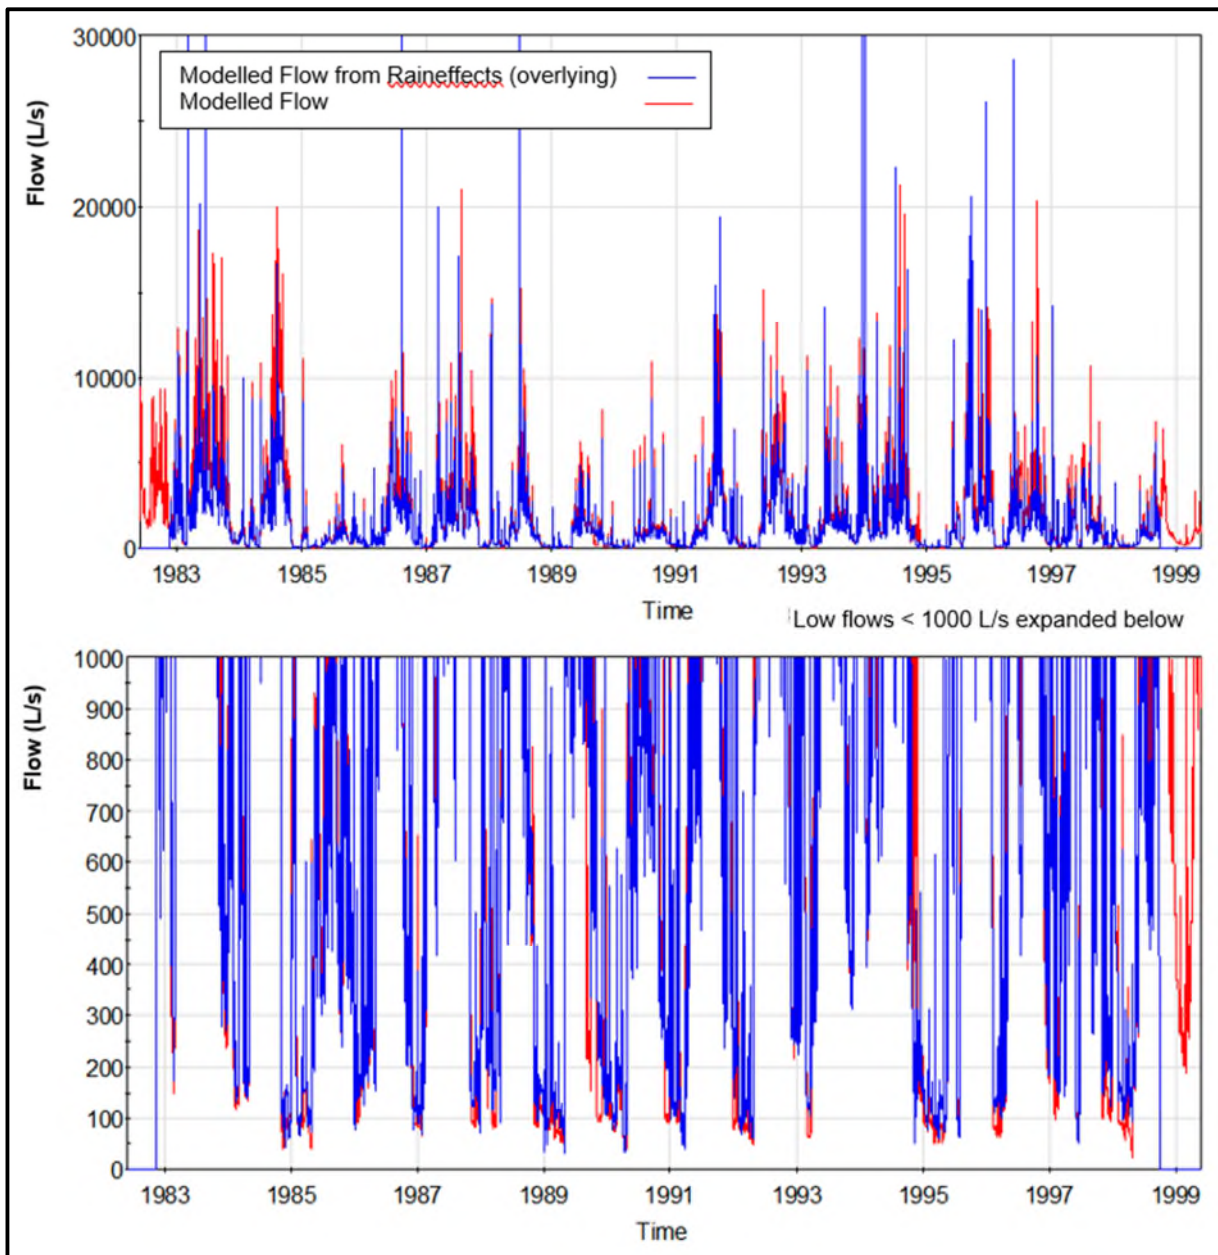 30000
Modelled Flow from Raineffects (overlying)
Modelled Flow
Flow (L/s)
20000
10000
0
1983 1985 1987 1989 1991 1993 1995 1997 1999
Time
Low flows < 1000 L/s expanded below
1000
900
800
700
600
500
400
300
200
100
0
Flow (L/s)
1983 1985 1987 1989 1991 1993 1995 1997 1999
Time